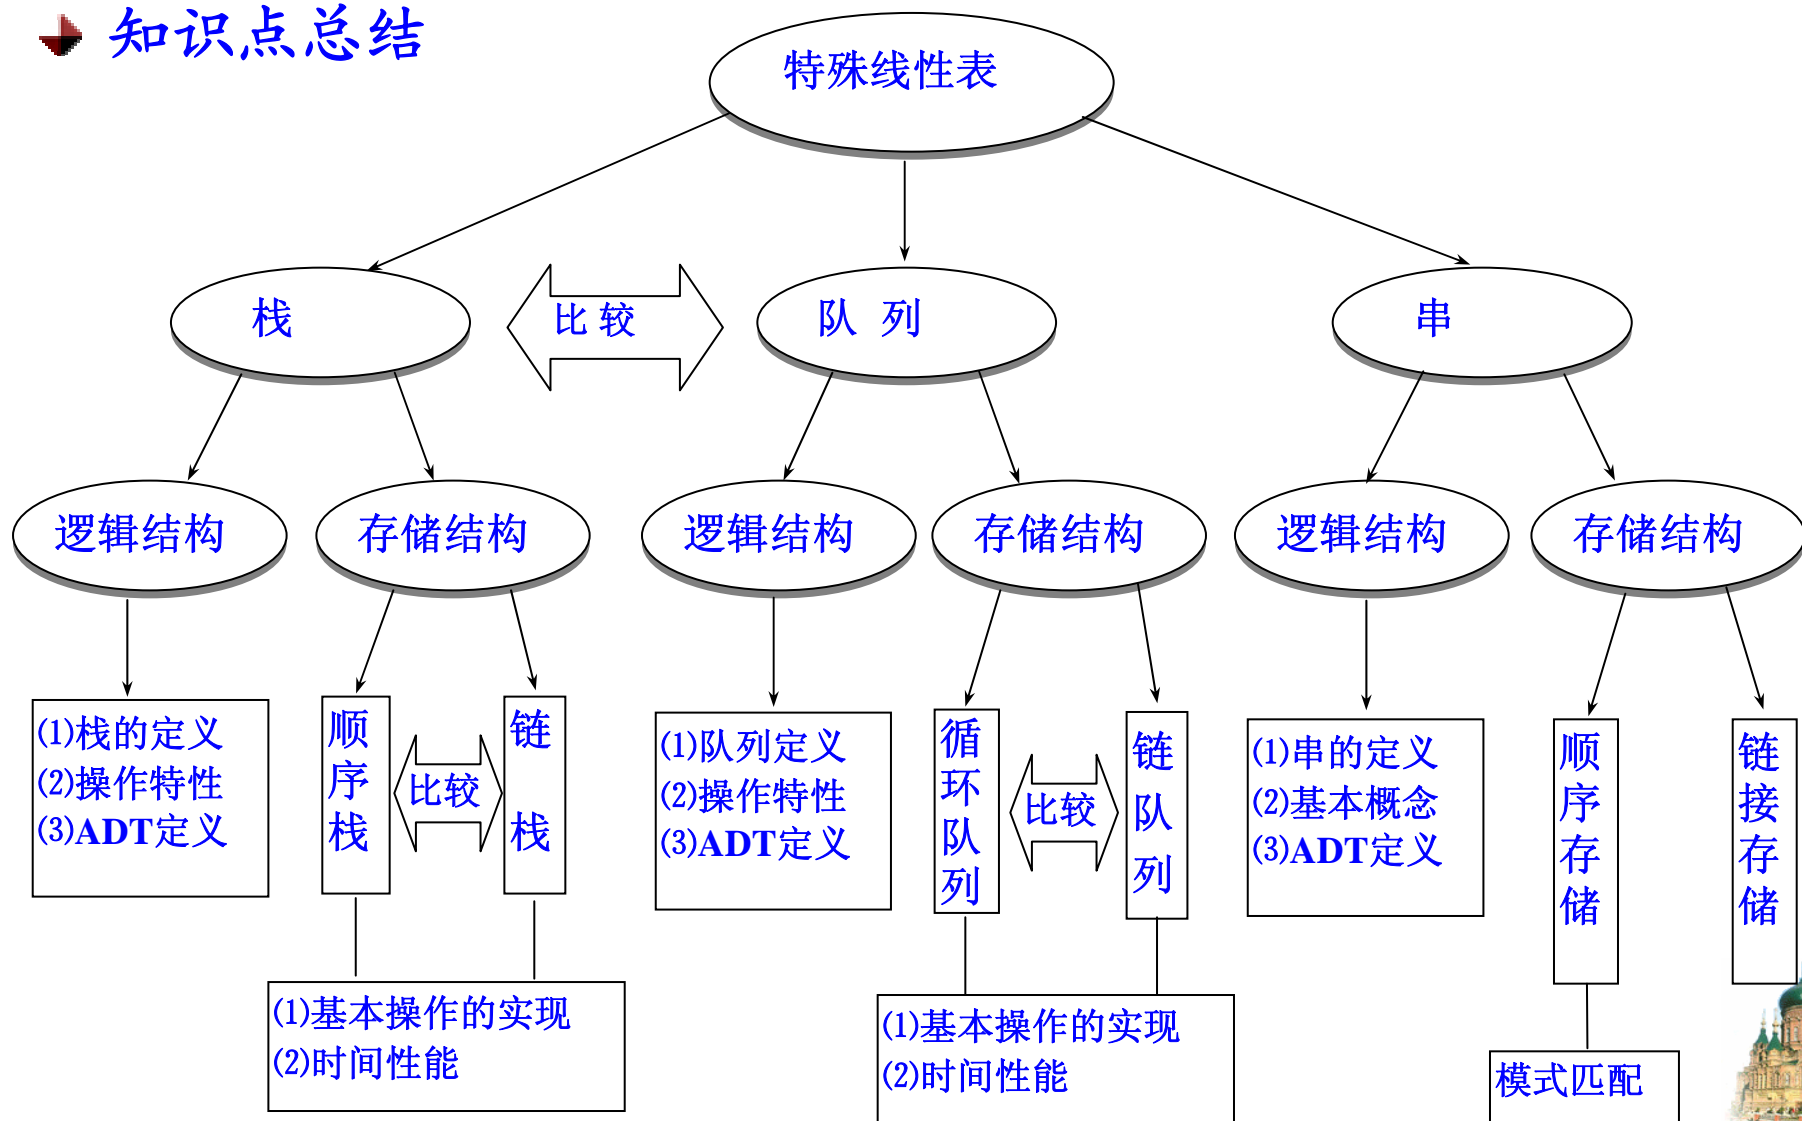 知识点总结
特殊线性表
栈
比较
队 列
串
逻辑结构
存储结构
逻辑结构
存储结构
逻辑结构
存储结构
⑴栈的定义
⑵操作特性
⑶ADT定义
顺序栈
比较
链栈
⑴队列定义
⑵操作特性
⑶ADT定义
循环队列
比较
链队列
⑴串的定义
⑵基本概念
⑶ADT定义
顺序存储
链接存储
⑴基本操作的实现
⑵时间性能
⑴基本操作的实现
⑵时间性能
模式匹配